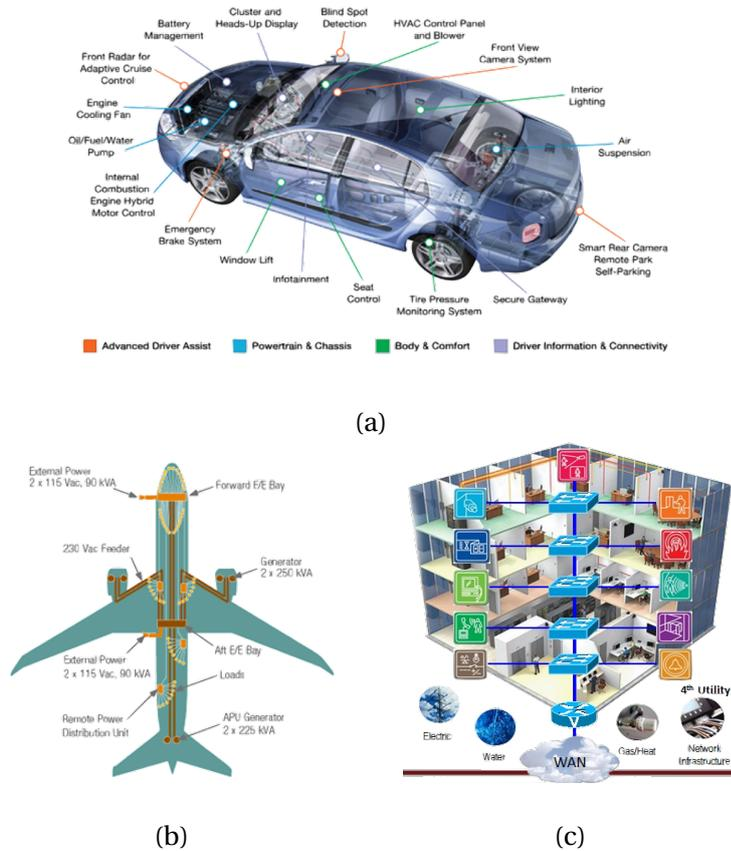 Blind Spot
Detection
Cluster and
Heads-Up Display
Battery
Management
HVAC Control Panel
and Blower
Front View
Camera System
Front Radar for
Adaptive Cruise
Control
Interior
Lighting
Engine
Cooling Fan
Oil/Fuel/Water
Pump
Air
Suspension
Internal
Combustion
Engine Hybrid
Motor Control
Emergency
Brake System
Window Lift
Infotainment
Seat
Control
Tire Pressure
Monitoring System
Secure Gateway
Smart Rear Camera
Remote Park
Self-Parking
Advanced Driver Assist
Powertrain & Chassis
Body & Comfort
Driver Information & Connectivity
(a)
External Power
2 x 115 Vac, 90 kVA
Forward E/E Bay
230 Vac Feeder
Generator
2 x 250 kVA
External Power
2 x 115 Vac, 90 kVA
Aft E/E Bay
Loads
Remote Power
Distribution Unit
APU Generator
2 x 225 kVA
(b)
4th Utility
Electric
Water
V
Gas/Heat
Network
Infrastructure
WAN
(c)